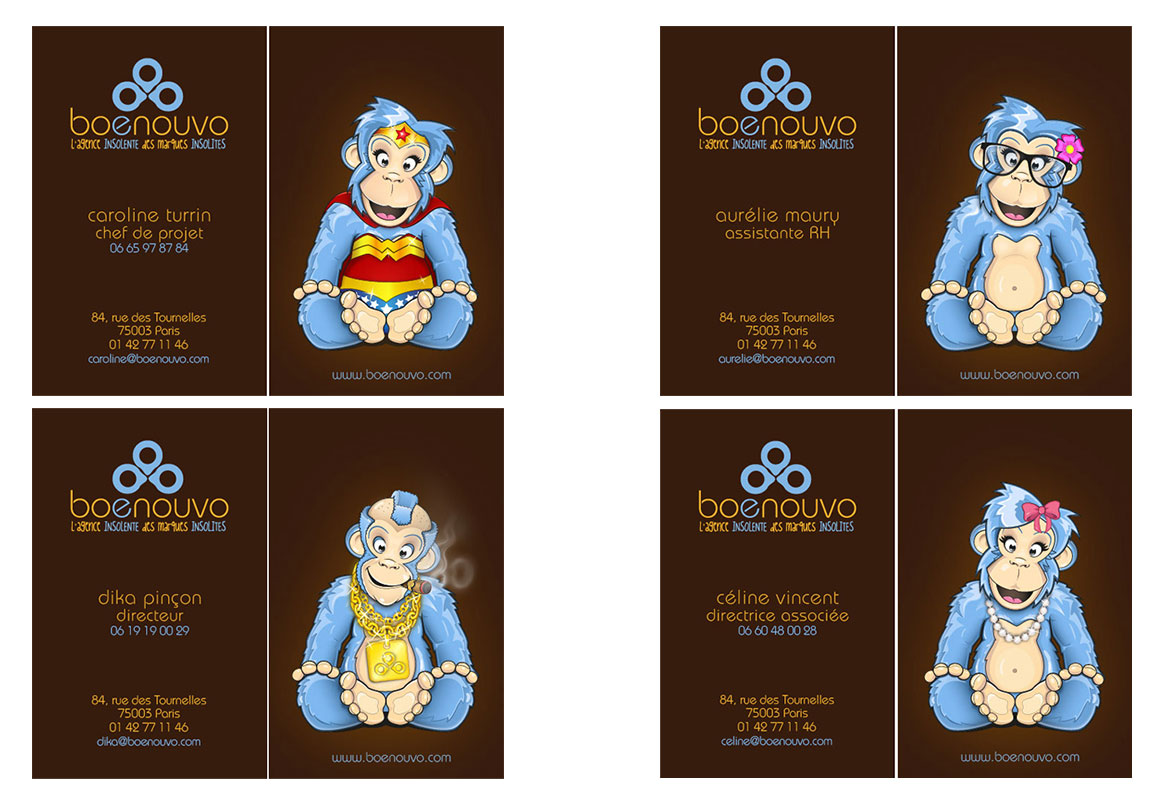 boenouvo
L'agence INSOLENTE des marques INSOLITES
caroline turrin
chef de projet
06 65 97 87 84
84, rue des Tournelles
75003 Paris
01 42 77 11 46
caroline@boenouvo.com
www.boenouvo.com
boenouvo
L'agence INSOLENTE des marques INSOLITES
aurélie maury
assistante RH
84, rue des Tournelles
75003 Paris
01 42 77 11 46
aurelie@boenouvo.com
www.boenouvo.com
boenouvo
L'agence INSOLENTE des marques INSOLITES
dika pinçon
directeur
06 19 19 00 29
84, rue des Tournelles
75003 Paris
01 42 77 11 46
dika@boenouvo.com
www.boenouvo.com
boenouvo
L'agence INSOLENTE des marques INSOLITES
céline vincent
directrice associée
06 60 48 00 28
84, rue des Tournelles
75003 Paris
01 42 77 11 46
celine@boenouvo.com
www.boenouvo.com